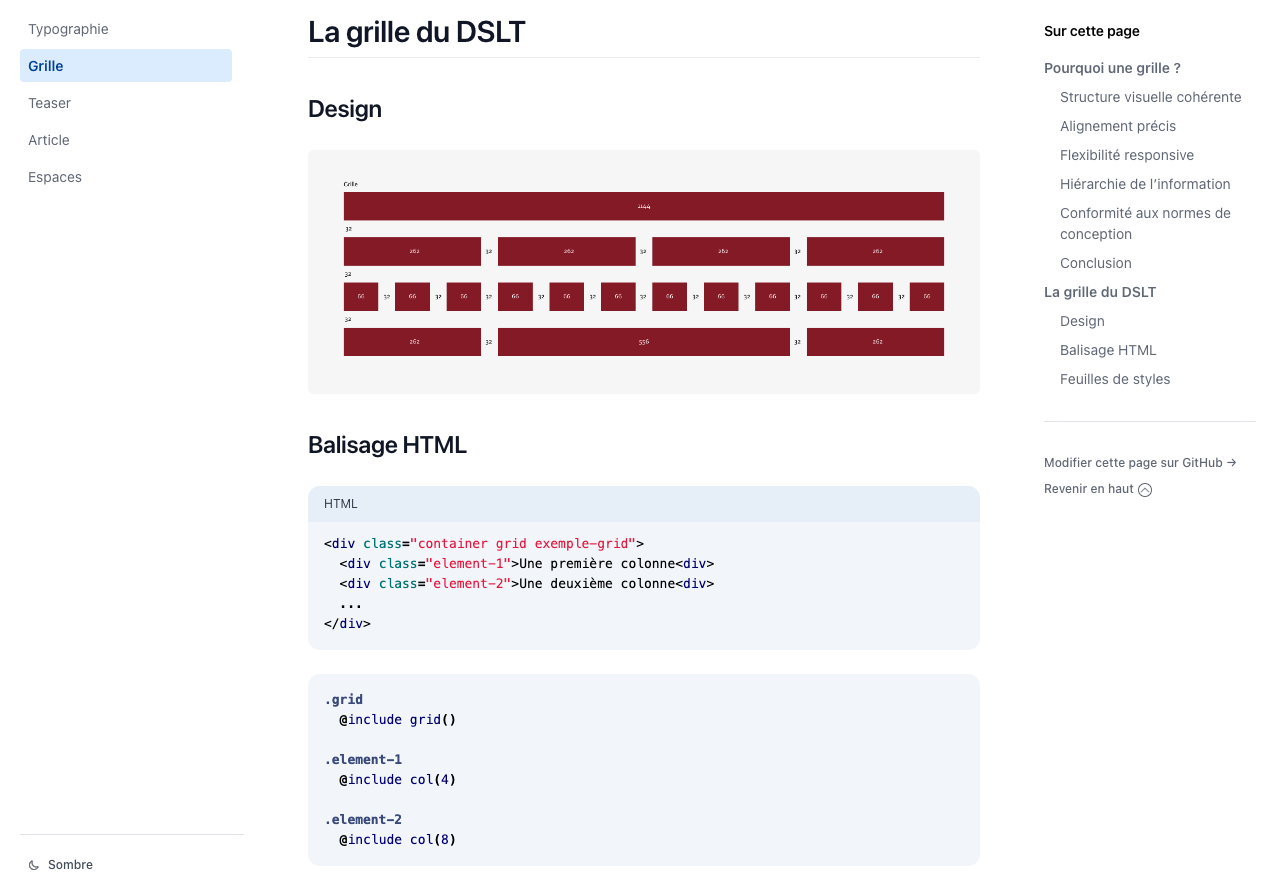 Typographie
Grille
Teaser
Article
Espaces
Sombre
La grille du DSLT
Design
Grille
1144
32
262 32 262 32 262 32 262
32
66 32 66 32 66 32 66 32 66 32 66 32 66 32 66 32 66 32 66 32 66 32 66
32
262 32 556 32 262
Balisage HTML
HTML
<div class="container grid exemple-grid">
  <div class="element-1">Une première colonne<div>
  <div class="element-2">Une deuxième colonne<div>
  ...
</div>
.grid
  @include grid()
.element-1
  @include col(4)
.element-2
  @include col(8)
Sur cette page
Pourquoi une grille ?
Structure visuelle cohérente
Alignement précis
Flexibilité responsive
Hiérarchie de l’information
Conformité aux normes de
conception
Conclusion
La grille du DSLT
Design
Balisage HTML
Feuilles de styles
Modifier cette page sur GitHub →
Revenir en haut